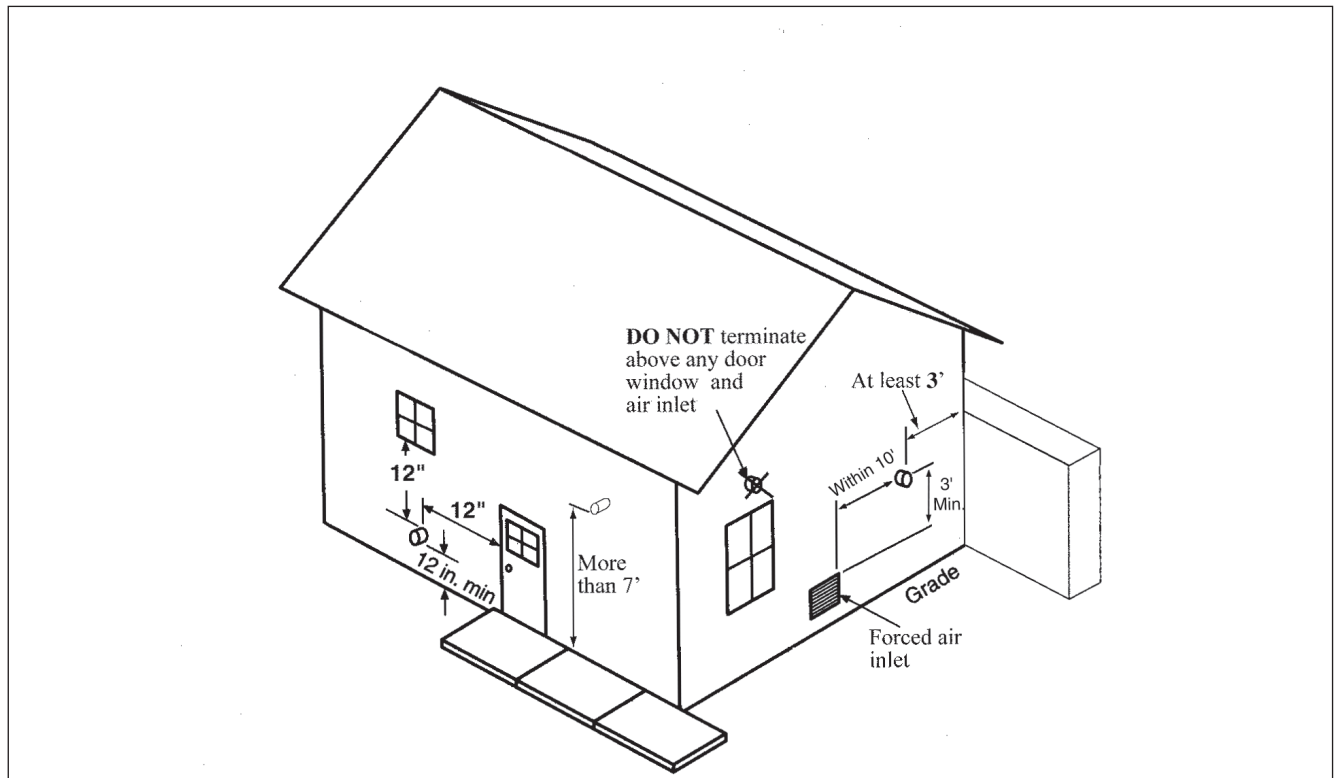 DO NOT terminate
above any door
window and
air inlet
At least 3’
Within 10'
3'
Min.
12"
12"
12 in. min
More
than 7’
Grade
Forced air
inlet